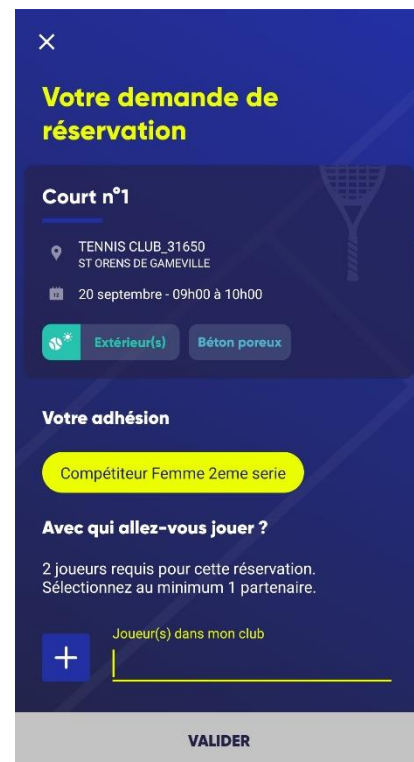 Votre demande de
réservation
Court n°1
TENNIS CLUB_31650
ST ORENS DE GAMEVILLE
20 septembre - 09h00 à 10h00
Extérieur(s)
Béton poreux
Votre adhésion
Compétiteur Femme 2eme serie
Avec qui allez-vous jouer ?
2 joueurs requis pour cette réservation.
Sélectionnez au minimum 1 partenaire.
Joueur(s) dans mon club
VALIDER